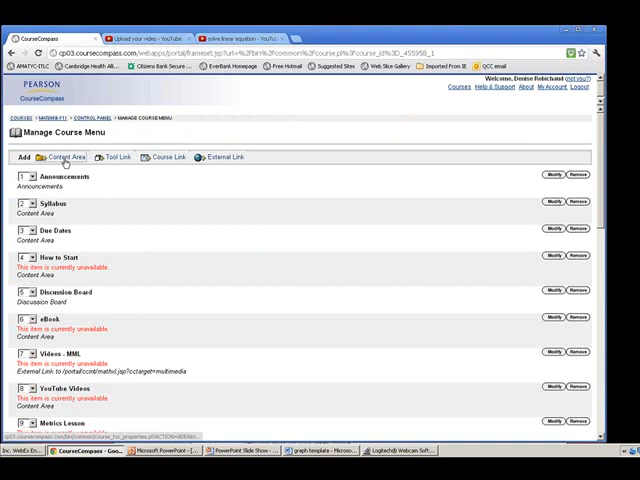 CourseCompass
Upload your video - YouTube
solve linear equation - YouTube
cp03.coursecompass.com/webapps/portal/frameset.jsp?url=%2Fbin%2Fcommon%2Fcourse.pl%3Fcourse_id%3D_455958_1
AMATYC-ITLC
Cambridge Health All...
Citizens Bank Secure ...
EverBank Homepage
Free Hotmail
Suggested Sites
Web Slice Gallery
Imported From IE
QCC email
PEARSON
CourseCompass
Welcome, Denise Robichaud (not you?)
Courses Help & Support About My Account Logout
COURSES > > CONTROL PANEL > MANAGE COURSE MENU
Manage Course Menu
Add Content Area Tool Link Course Link External Link
1 Announcements Modify Remove
Announcements
2 Syllabus Modify Remove
Content Area
3 Due Dates Modify Remove
Content Area
4 How to Start Modify Remove
This item is currently unavailable.
Content Area
5 Discussion Board Modify Remove
Discussion Board
6 eBook Modify Remove
This item is currently unavailable.
Content Area
7 Videos - MML Modify Remove
This item is currently unavailable.
External Link to /portal/ccint/mathxl.jsp?cctarget=multimedia
8 YouTube Videos Modify Remove
This item is currently unavailable.
Content Area
9 Metrics Lesson Modify Remove
Inc. WebEx En...
CourseCompass - Goo...
Microsoft PowerPoint - [...
PowerPoint Slide Show - ...
graph template - Microso...
Logitech® Webcam Soft...